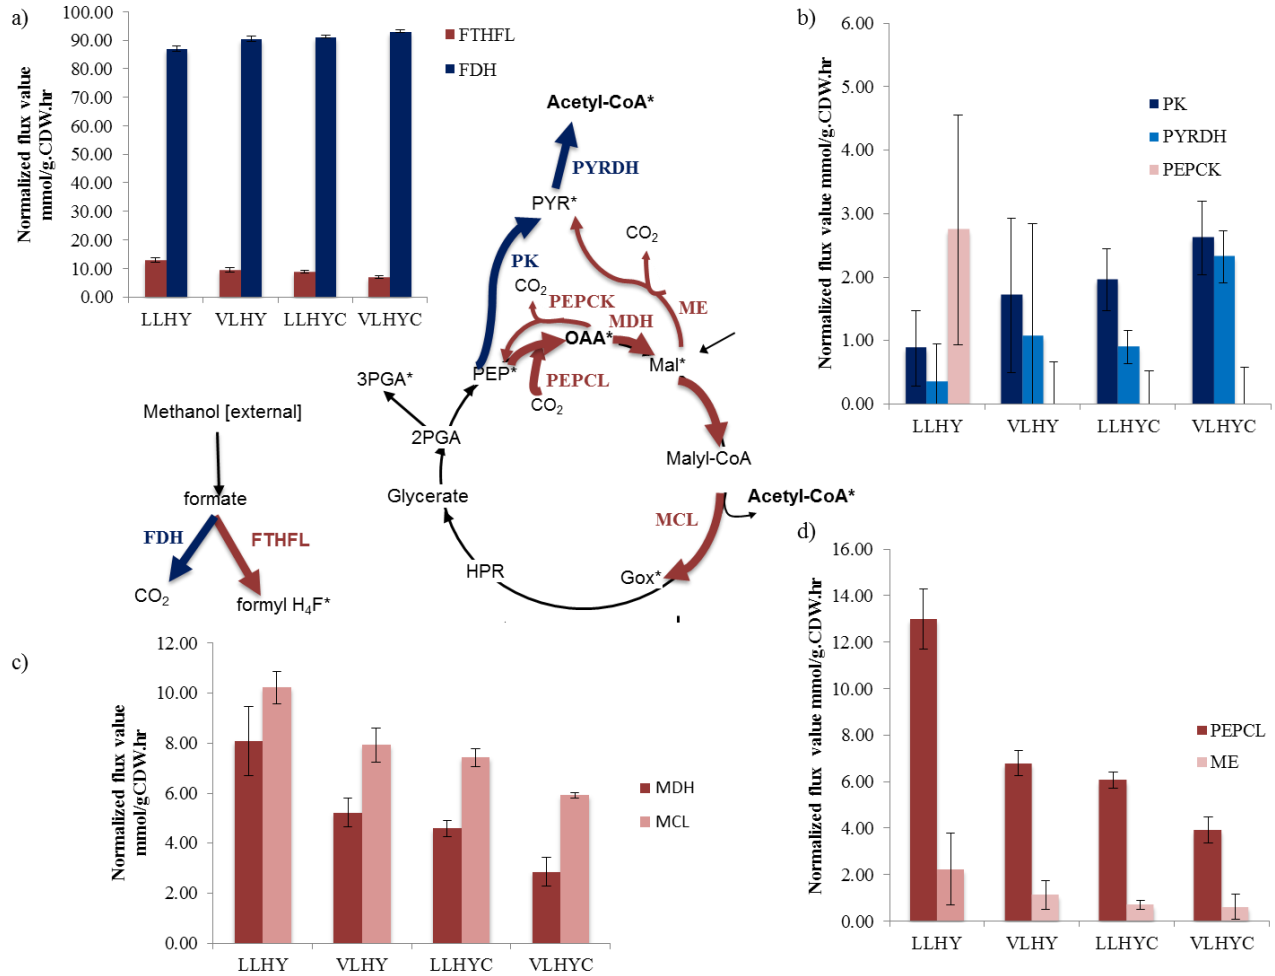 a)
Normalized flux value
mmol/g.CDW.hr
100.00
90.00
80.00
70.00
60.00
50.00
40.00
30.00
20.00
10.00
0.00
LLHY VLHY LLHYC VLHYC
FTHFL
FDH
Acetyl-CoA*
PYRDH
PYR*
CO2
PK
CO2
PEPCK
MDH
ME
OAA*
PEP*
PEPCL
Mal*
3PGA*
CO2
Methanol [external]
2PGA
Malyl-CoA
formate
Glycerate
Acetyl-CoA*
FDH
FTHFL
MCL
HPR
Gox*
CO2
formyl H4F*
b)
Normalized flux value mmol/g.CDW.hr
6.00
5.00
4.00
3.00
2.00
1.00
0.00
LLHY VLHY LLHYC VLHYC
PK
PYRDH
PEPCK
c)
Normalized flux value
mmol/gCDW.hr
12.00
10.00
8.00
6.00
4.00
2.00
0.00
LLHY VLHY LLHYC VLHYC
MDH
MCL
d)
Normalized flux value mmol/g.CDW.hr
16.00
14.00
12.00
10.00
8.00
6.00
4.00
2.00
0.00
LLHY VLHY LLHYC VLHYC
PEPCL
ME